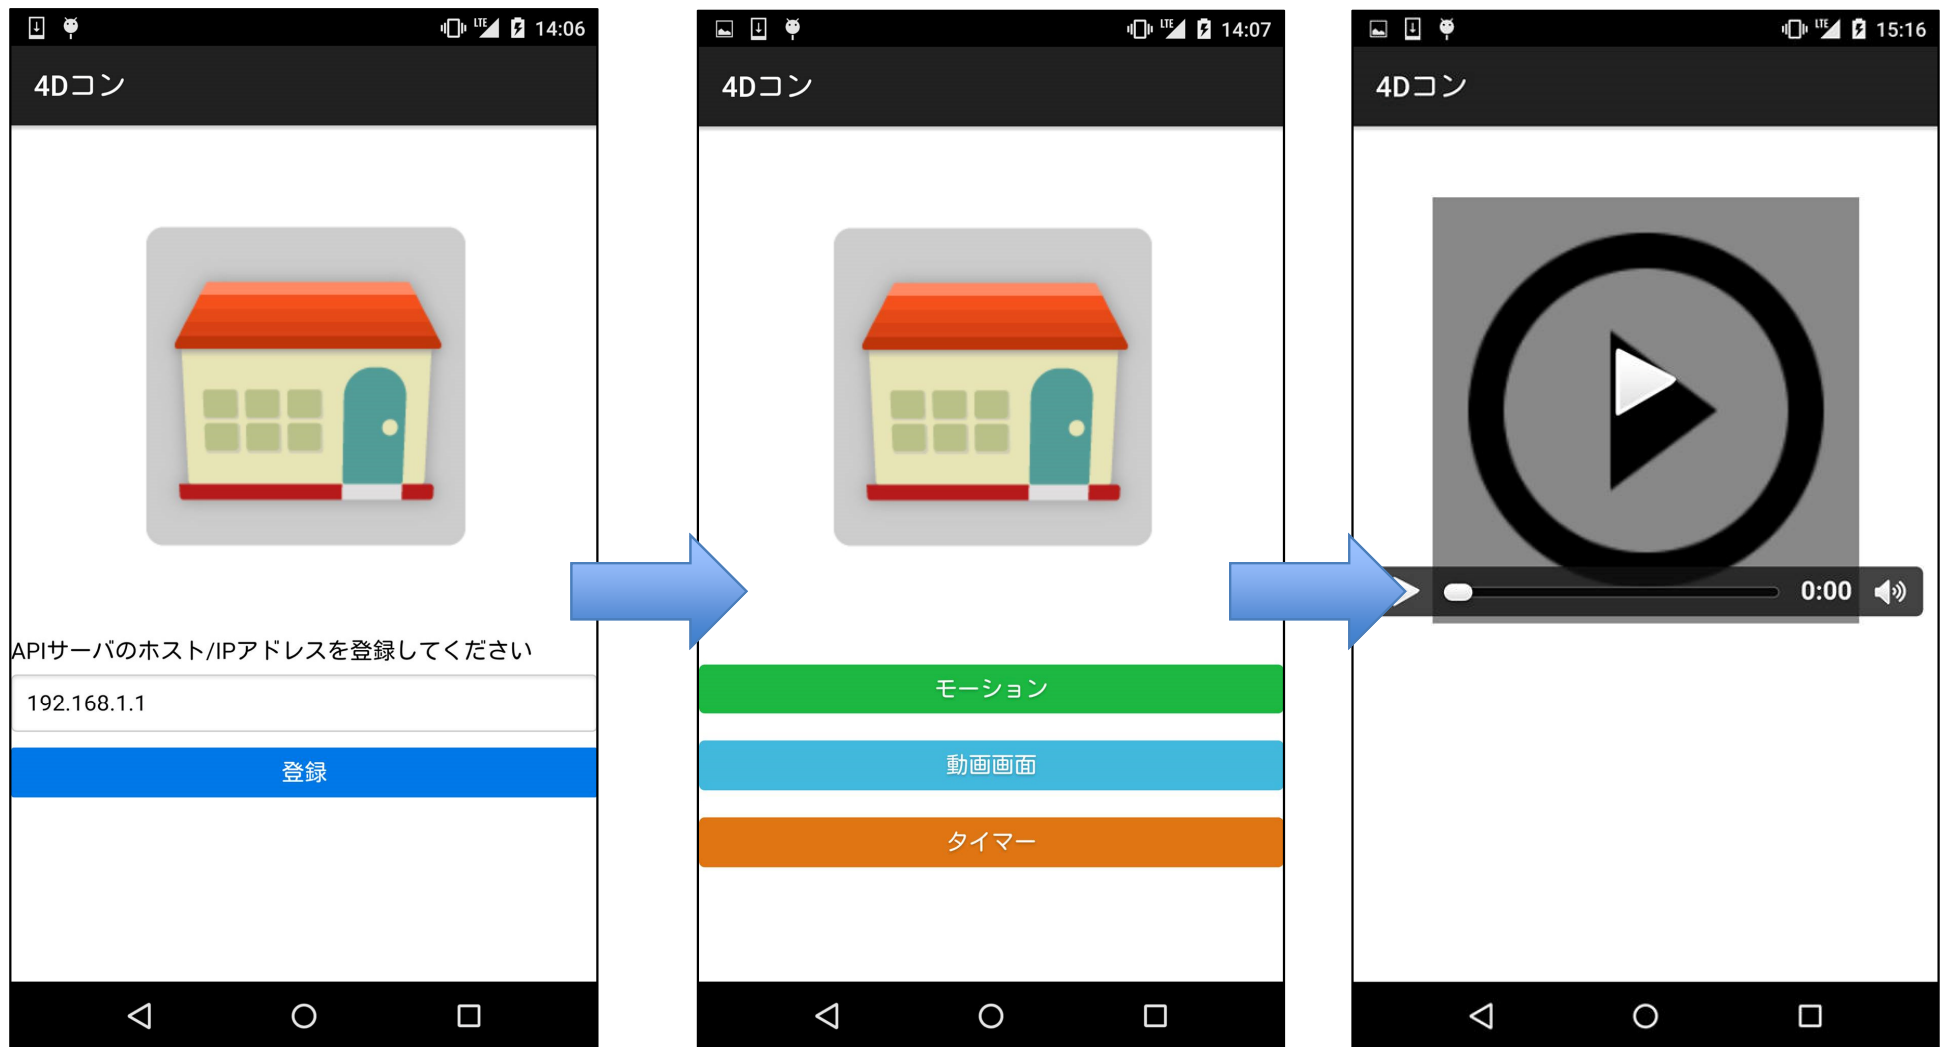 LTE 14:06
4Dコン
APIサーバのホスト/IPアドレスを登録してください
192.168.1.1
登録
LTE 14:07
4Dコン
モーション
動画画面
タイマー
LTE 15:16
4Dコン
0:00